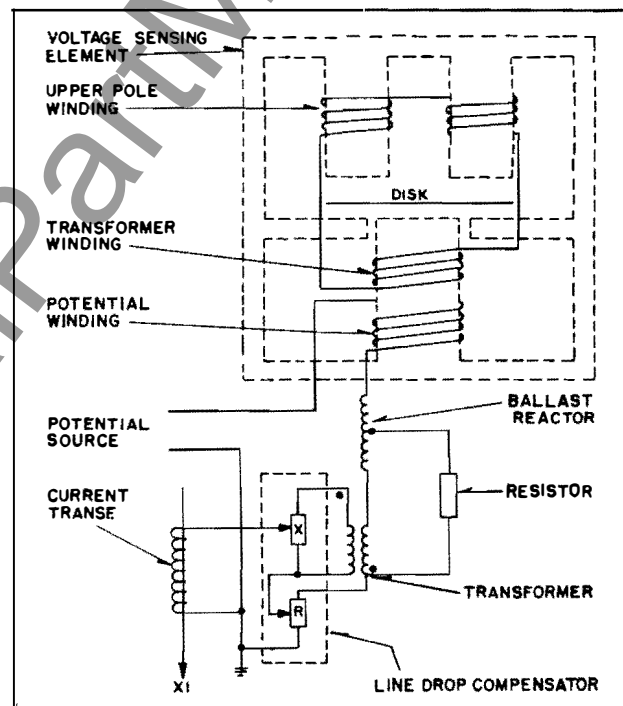 VOLTAGE SENSING
ELEMENT
UPPER POLE
WINDING
DISK
TRANSFORMER
WINDING
POTENTIAL
WINDING
BALLAST
REACTOR
POTENTIAL
SOURCE
RESISTOR
CURRENT
TRANSE
X
TRANSFORMER
R
X1
LINE DROP COMPENSATOR